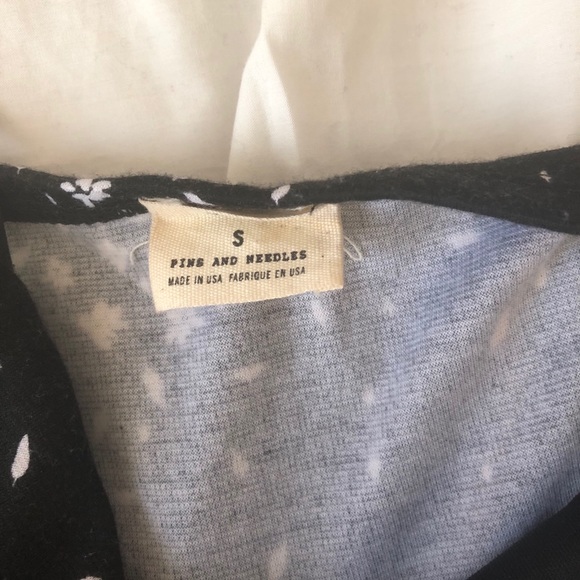 S
PINS AND NEEDLES
MADE IN USA FABRIQUE EN USA